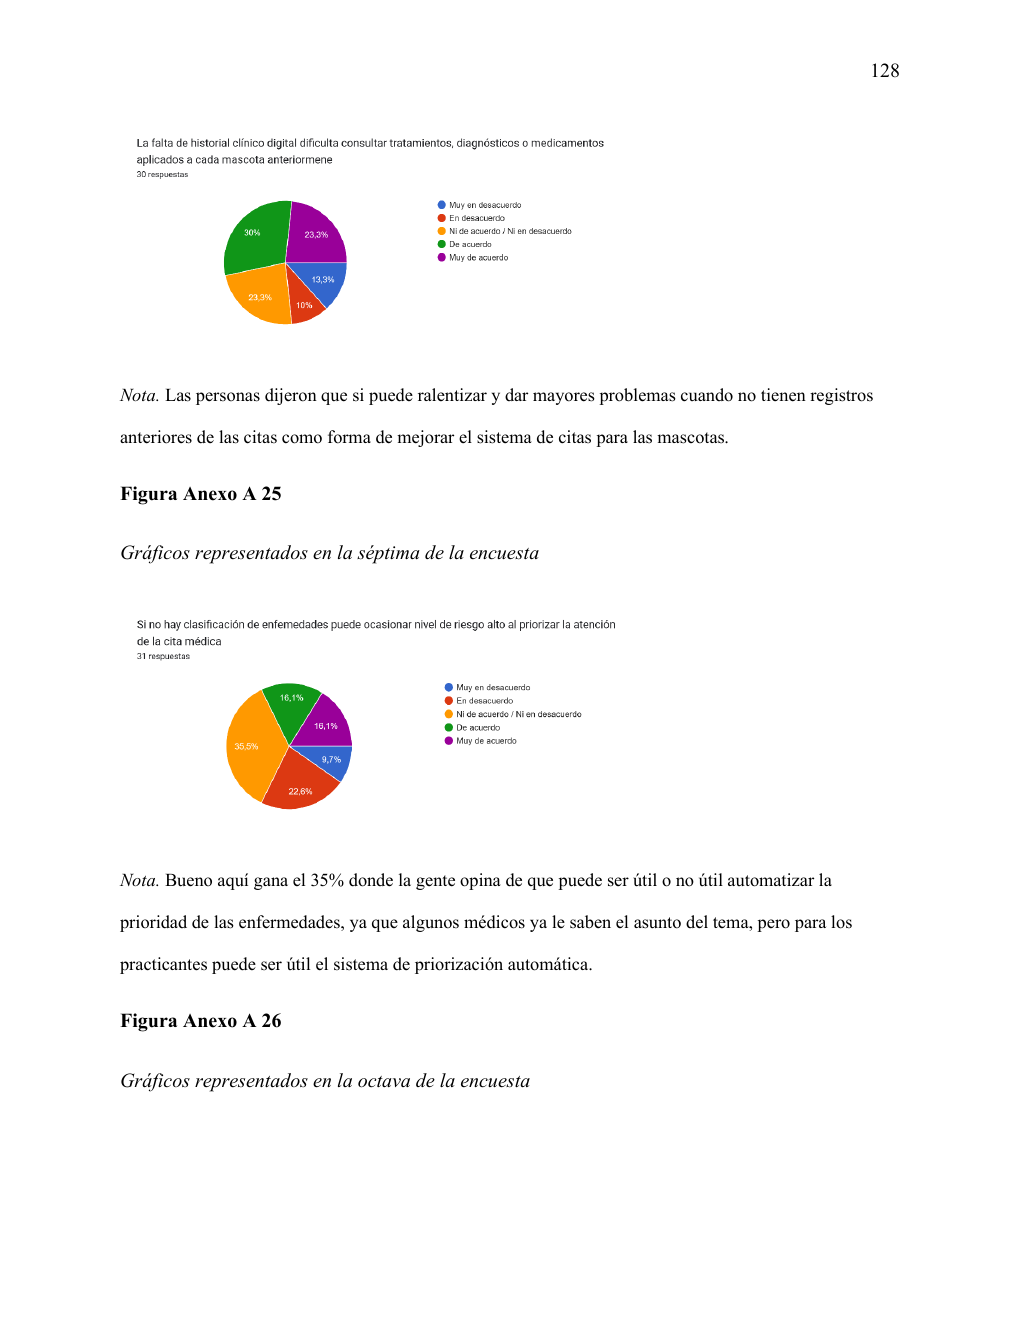 128
La falta de historial clínico digital dificulta consultar tratamientos, diagnósticos o medicamentos
aplicados a cada mascota anteriormene
30 respuestas
Muy en desacuerdo
En desacuerdo
Ni de acuerdo / Ni en desacuerdo
De acuerdo
Muy de acuerdo
30%
23,3%
13,3%
23,3%
10%
Nota. Las personas dijeron que si puede ralentizar y dar mayores problemas cuando no tienen registros
anteriores de las citas como forma de mejorar el sistema de citas para las mascotas.
Figura Anexo A 25
Gráficos representados en la séptima de la encuesta
Si no hay clasificación de enfemedades puede ocasionar nivel de riesgo alto al priorizar la atención
de la cita médica
31 respuestas
Muy en desacuerdo
En desacuerdo
Ni de acuerdo / Ni en desacuerdo
De acuerdo
Muy de acuerdo
16,1%
16,1%
35,5%
9,7%
22,6%
Nota. Bueno aquí gana el 35% donde la gente opina de que puede ser útil o no útil automatizar la
prioridad de las enfermedades, ya que algunos médicos ya le saben el asunto del tema, pero para los
practicantes puede ser útil el sistema de priorización automática.
Figura Anexo A 26
Gráficos representados en la octava de la encuesta